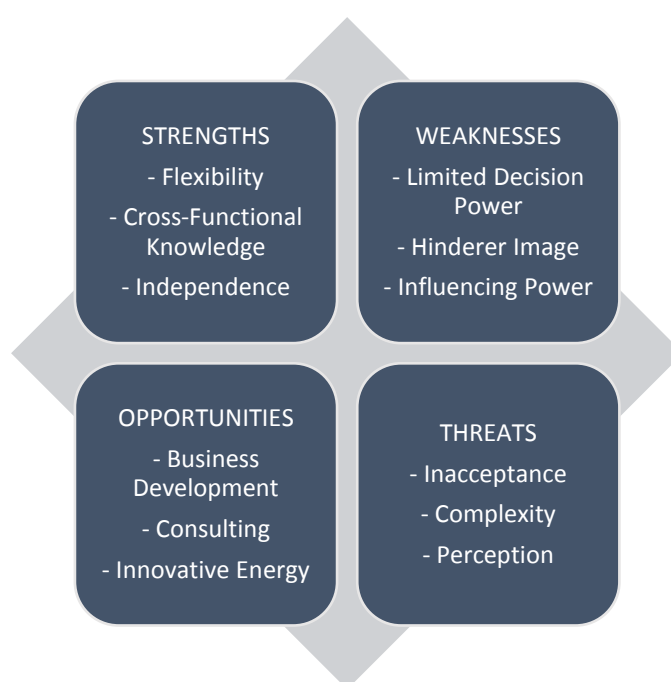 STRENGTHS
- Flexibility
- Cross-Functional
Knowledge
- Independence
WEAKNESSES
- Limited Decision
Power
- Hinderer Image
- Influencing Power
OPPORTUNITIES
- Business
Development
- Consulting
- Innovative Energy
THREATS
- Inacceptance
- Complexity
- Perception